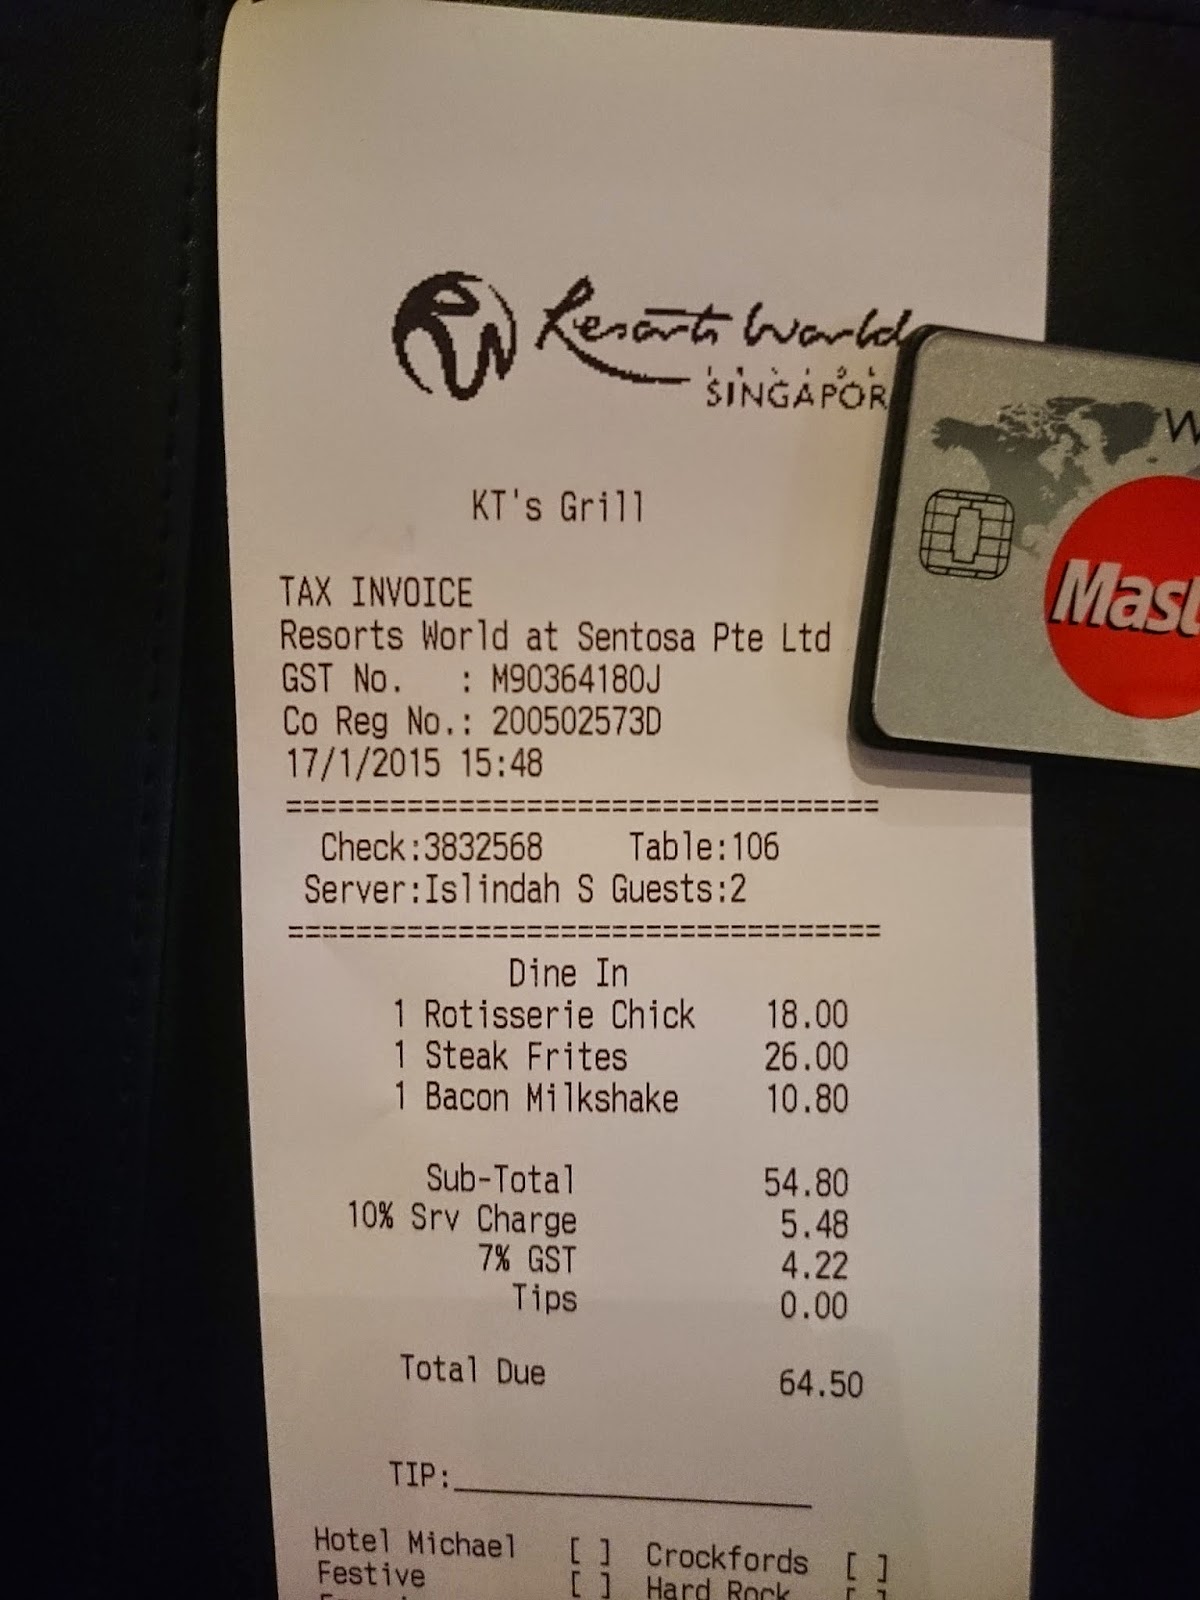 RW Resorts World
SINGAPOR
KT's Grill
TAX INVOICE
Resorts World at Sentosa Pte Ltd
GST No. : M90364180J
Co Reg No.: 200502573D
17/1/2015 15:48
==================================
Check:3832568 Table:106
Server:Islindah S Guests:2
==================================
Dine In
1 Rotisserie Chick 18.00
1 Steak Frites 26.00
1 Bacon Milkshake 10.80
Sub-Total 54.80
10% Srv Charge 5.48
7% GST 4.22
Tips 0.00
Total Due 64.50
TIP:____________________
Hotel Michael [ ] Crockfords [ ]
Festive [ ] Hard Rock [ ]
W
Mast